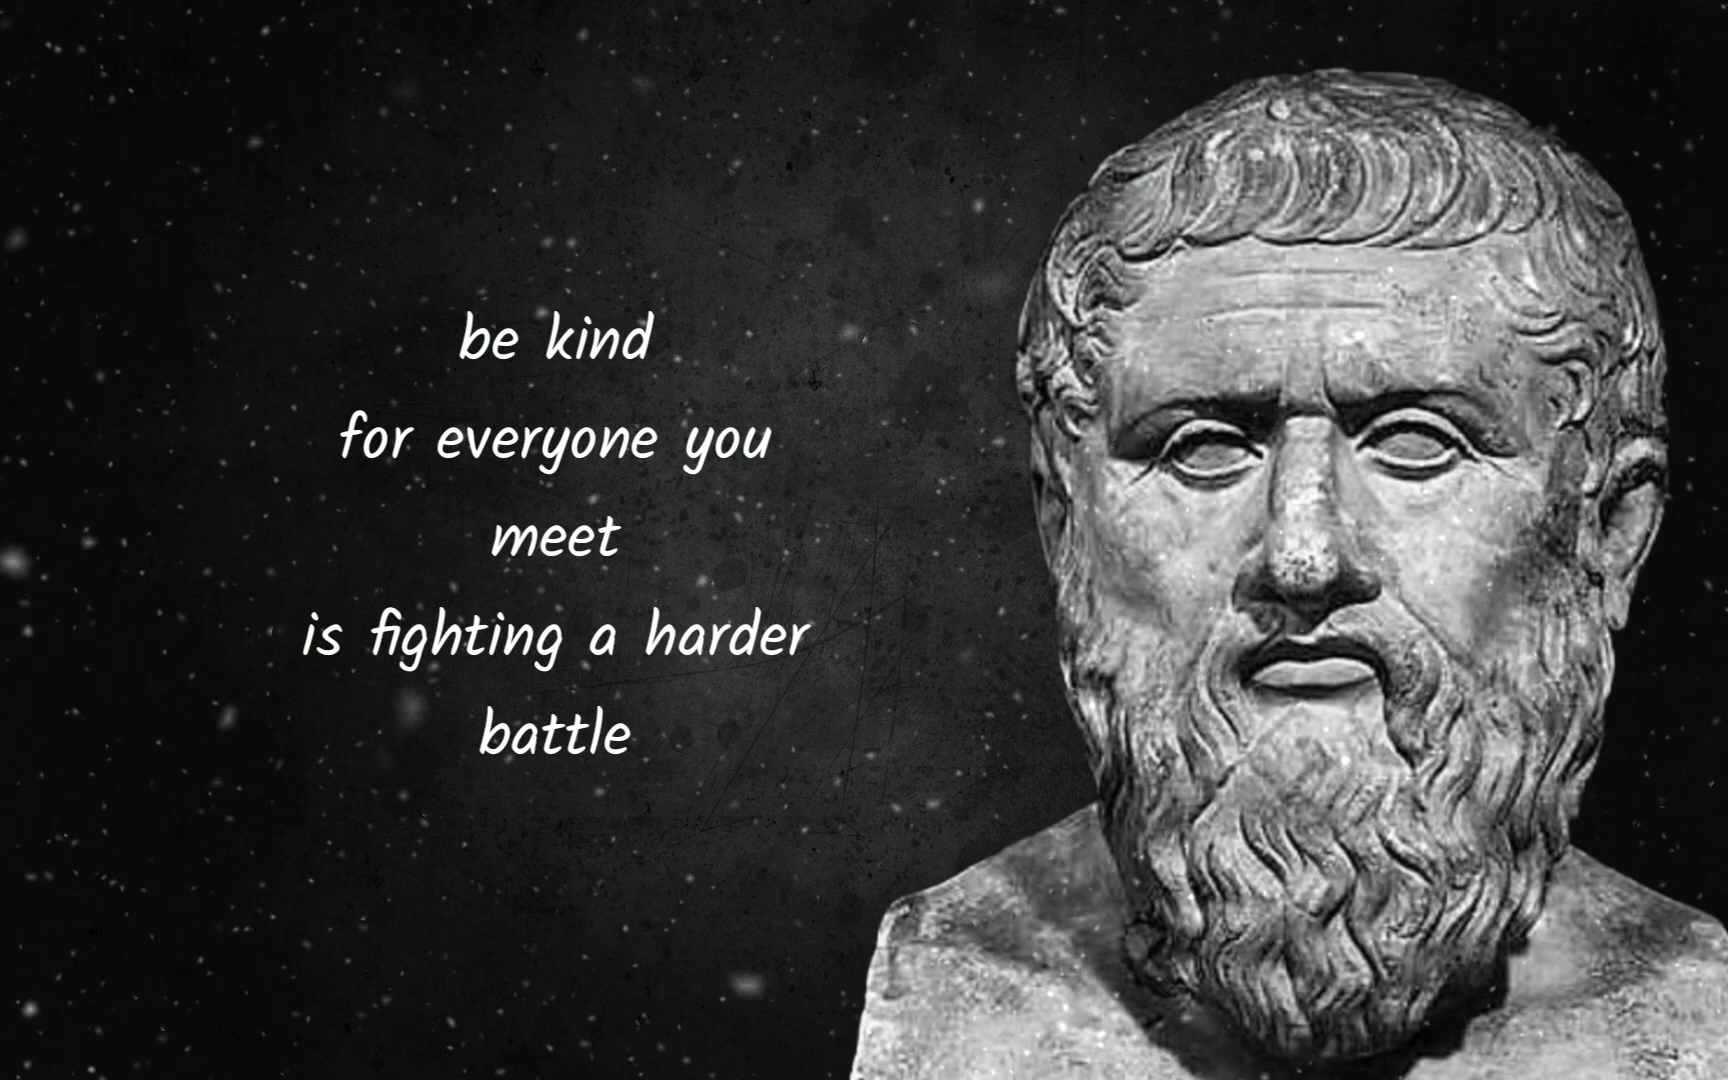 be kind
for everyone you
meet
is fighting a harder
battle